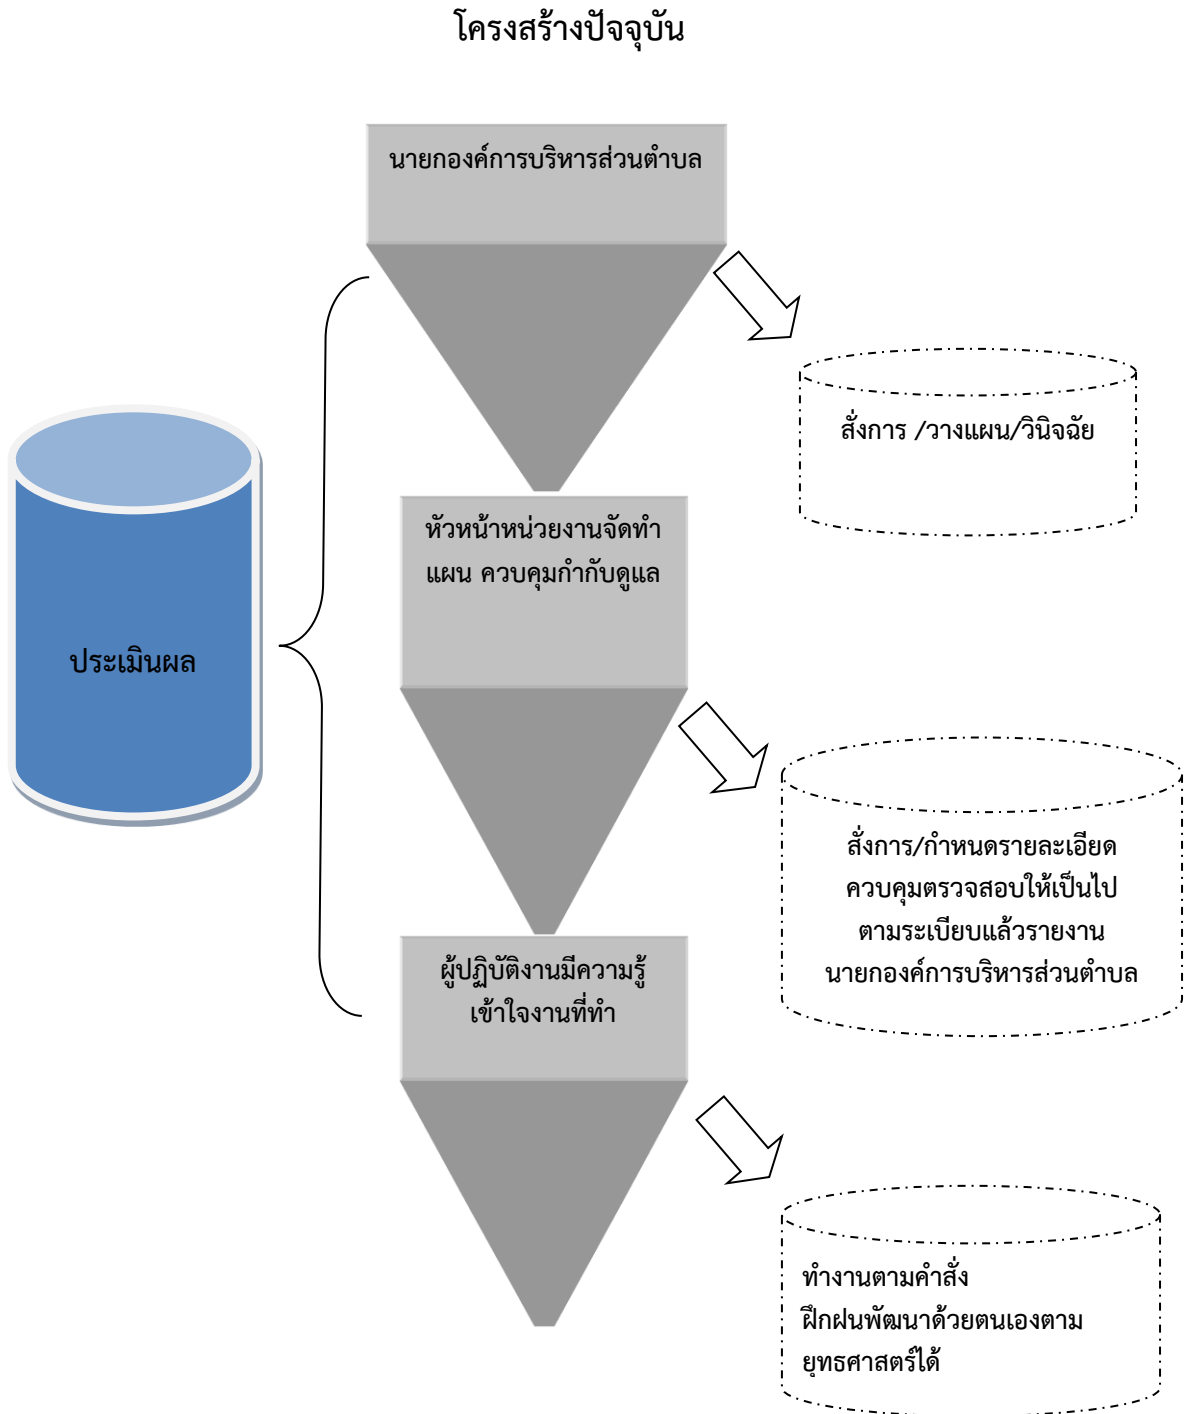 โครงสร้างปัจจุบัน
นายกองค์การบริหารส่วนตำบล
สั่งการ /วางแผน/วินิจฉัย
หัวหน้าหน่วยงานจัดทำ
แผน ควบคุมกำกับดูแล
ประเมินผล
สั่งการ/กำหนดรายละเอียด
ควบคุมตรวจสอบให้เป็นไป
ตามระเบียบแล้วรายงาน
นายกองค์การบริหารส่วนตำบล
ผู้ปฏิบัติงานมีความรู้
เข้าใจงานที่ทำ
ทำงานตามคำสั่ง
ฝึกฝนพัฒนาด้วยตนเองตาม
ยุทธศาสตร์ได้